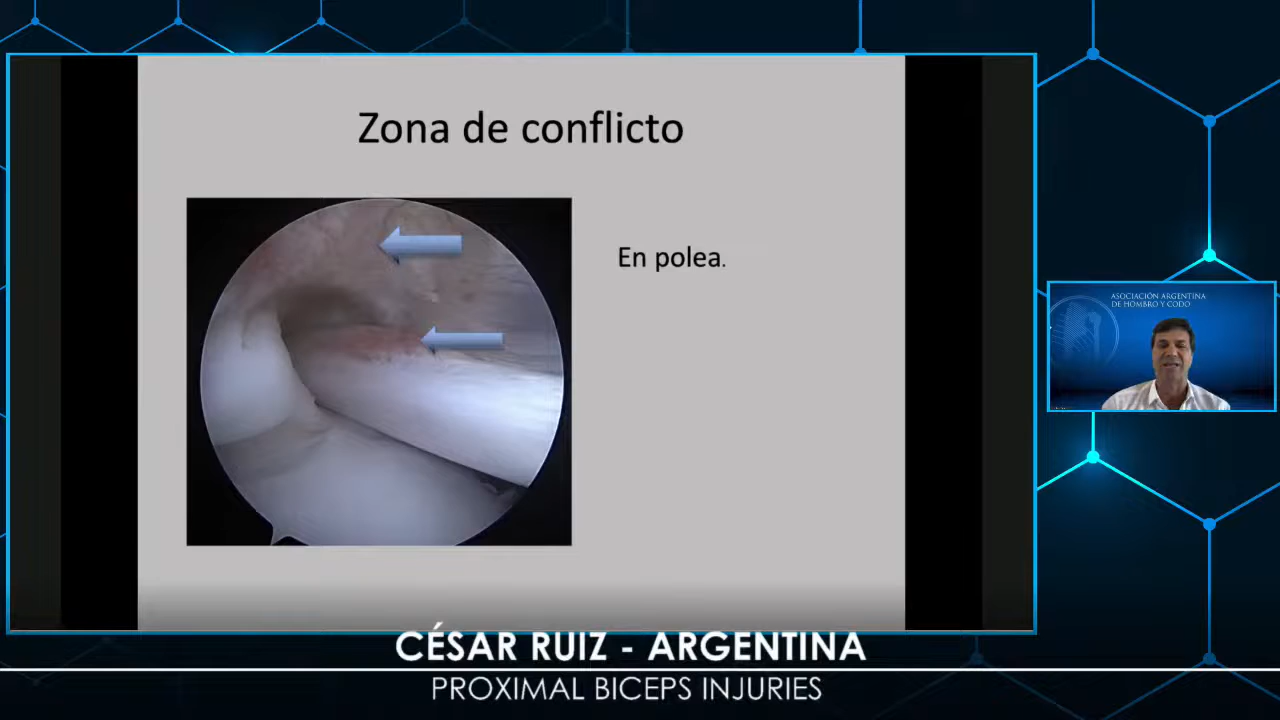 Zona de conflicto
En polea.
ASOCIACIÓN ARGENTINA
DE HOMBRO Y CODO
CÉSAR RUIZ - ARGENTINA
PROXIMAL BICEPS INJURIES